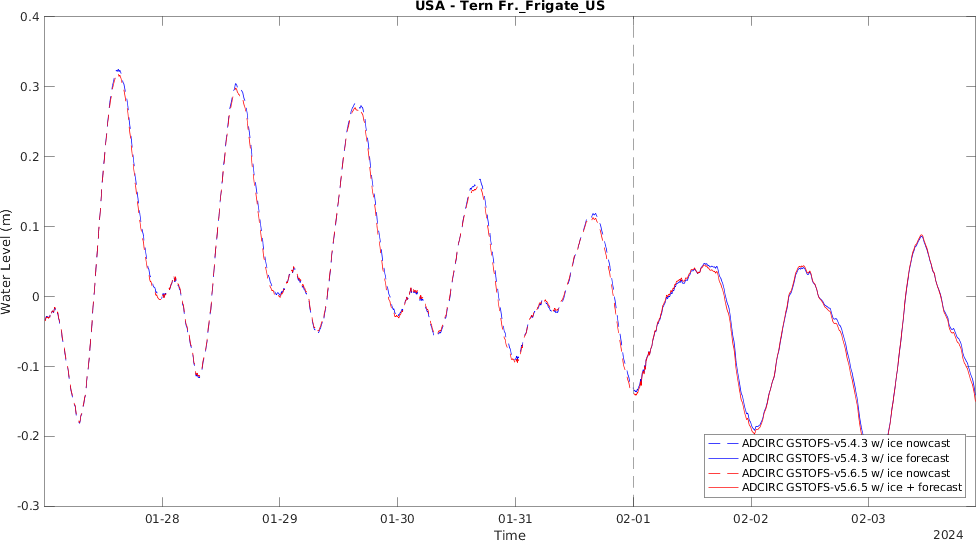 USA - Tern Fr._Frigate_US
0.4
0.3
0.2
0.1
0
-0.1
-0.2
-0.3
Water Level (m)
ADCIRC GSTOFS-v5.4.3 w/ ice nowcast
ADCIRC GSTOFS-v5.4.3 w/ ice forecast
ADCIRC GSTOFS-v5.6.5 w/ ice nowcast
ADCIRC GSTOFS-v5.6.5 w/ ice + forecast
01-28 01-29 01-30 01-31 02-01 02-02 02-03
Time
2024